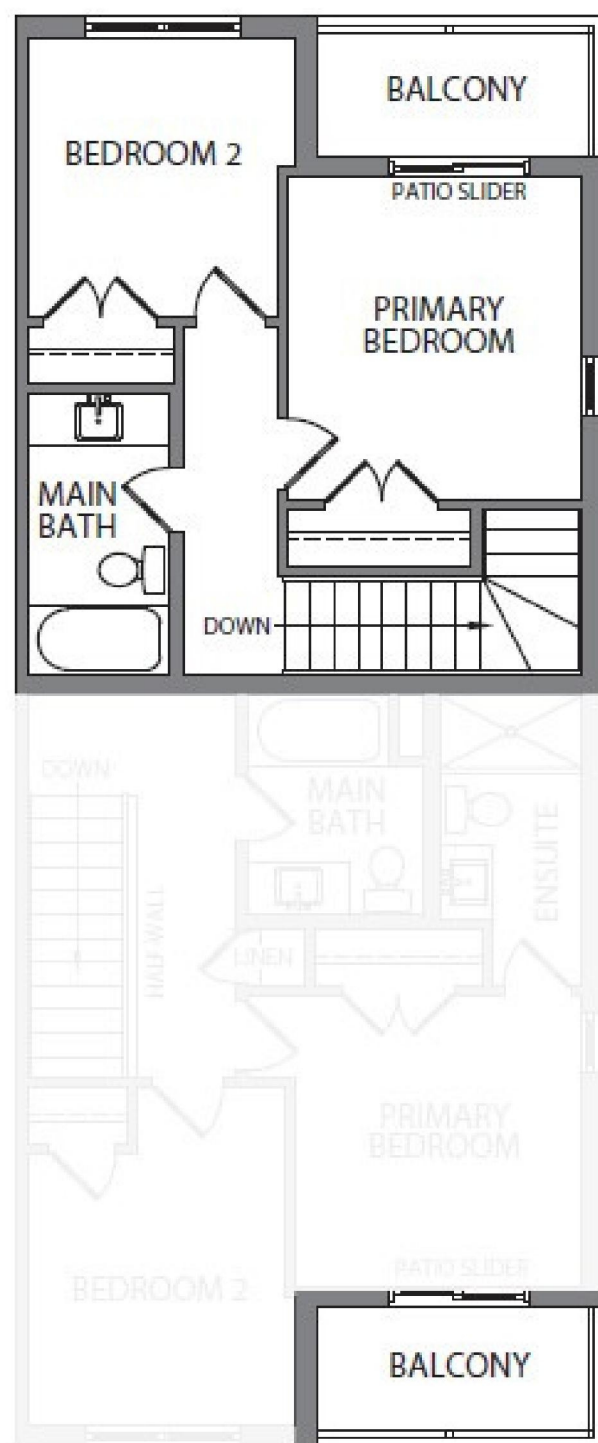 BALCONY
BEDROOM 2
PATIO SLIDER
PRIMARY
BEDROOM
MAIN
BATH
DOWN
DOWN
MAIN
BATH
ENSUITE
HALF WALL
LINEN
PRIMARY
BEDROOM
PATIO SLIDER
BEDROOM 2
BALCONY